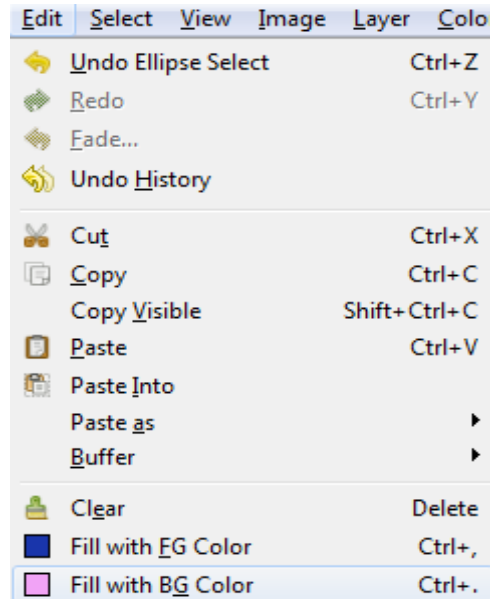 Edit Select View Image Layer Colo
Undo Ellipse Select Ctrl+Z
Redo Ctrl+Y
Fade...
Undo History
Cut Ctrl+X
Copy Ctrl+C
Copy Visible Shift+Ctrl+C
Paste Ctrl+V
Paste Into
Paste as
Buffer
Clear Delete
Fill with FG Color Ctrl+,
Fill with BG Color Ctrl+.